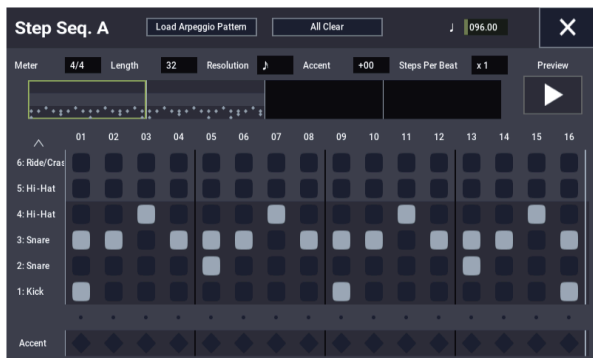 Step Seq. A Load Arpeggio Pattern All Clear ♩ 096.00 X
Meter 4/4 Length 32 Resolution ♪ Accent +00 Steps Per Beat x 1 Preview
01 02 03 04 05 06 07 08 09 10 11 12 13 14 15 16
6: Ride/Cras
5: Hi-Hat
4: Hi-Hat
3: Snare
2: Snare
1: Kick
Accent